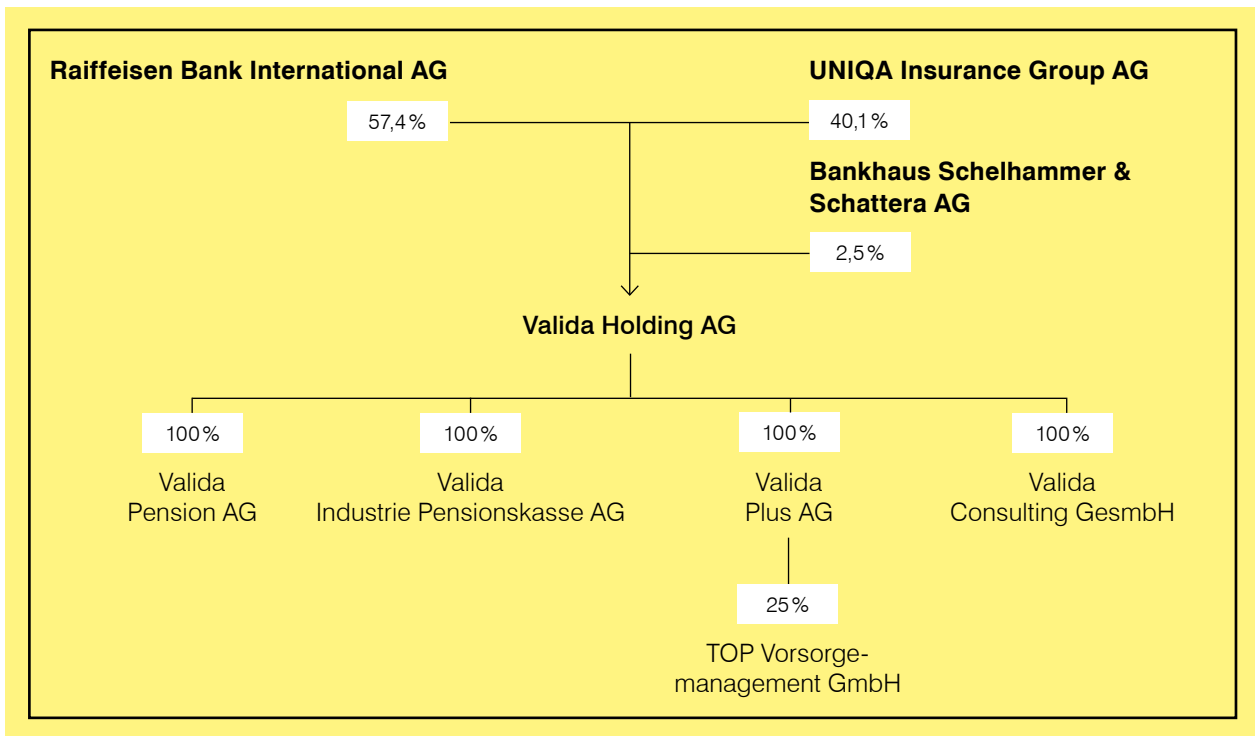 Raiffeisen Bank International AG
57,4%
UNIQA Insurance Group AG
40,1%
Bankhaus Schelhammer &
Schattera AG
2,5%
Valida Holding AG
100%
Valida
Pension AG
100%
Valida
Industrie Pensionskasse AG
100%
Valida
Plus AG
100%
Valida
Consulting GesmbH
25%
TOP Vorsorge-
management GmbH